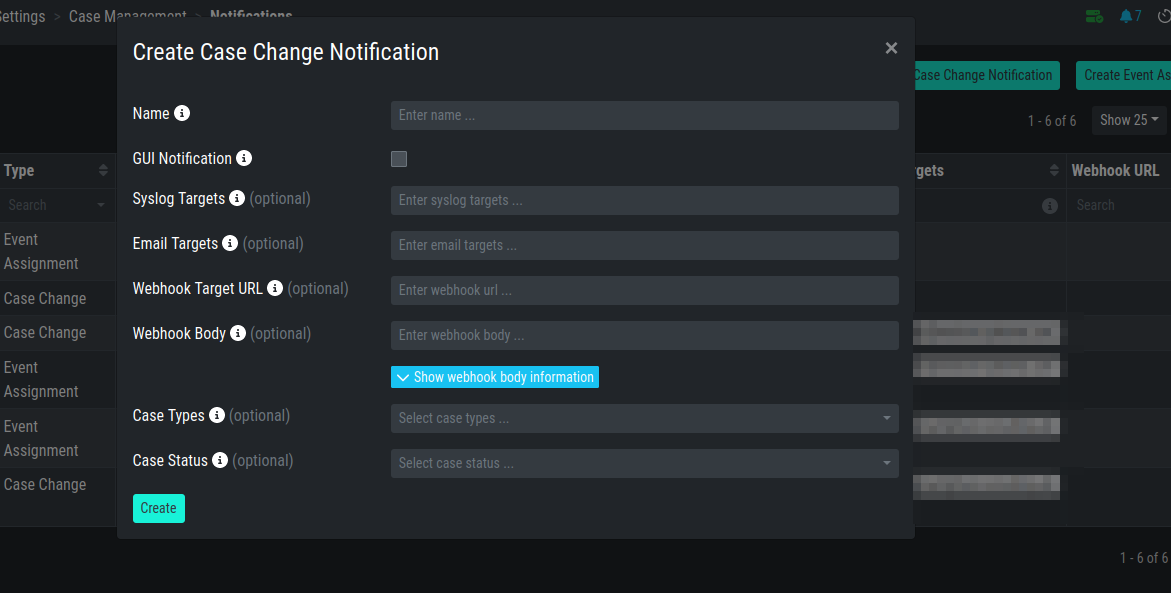 Settings > Case Management > Notifications
7
Create Case Change Notification
×
Case Change Notification
Create Event As
1 - 6 of 6
Show 25
Type
gets
Webhook URL
Search
Search
Event Assignment
Case Change
Case Change
Event Assignment
Event Assignment
Case Change
Name
Enter name ...
GUI Notification
Syslog Targets (optional)
Enter syslog targets ...
Email Targets (optional)
Enter email targets ...
Webhook Target URL (optional)
Enter webhook url ...
Webhook Body (optional)
Enter webhook body ...
Show webhook body information
Case Types (optional)
Select case types ...
Case Status (optional)
Select case status ...
Create
1 - 6 of 6